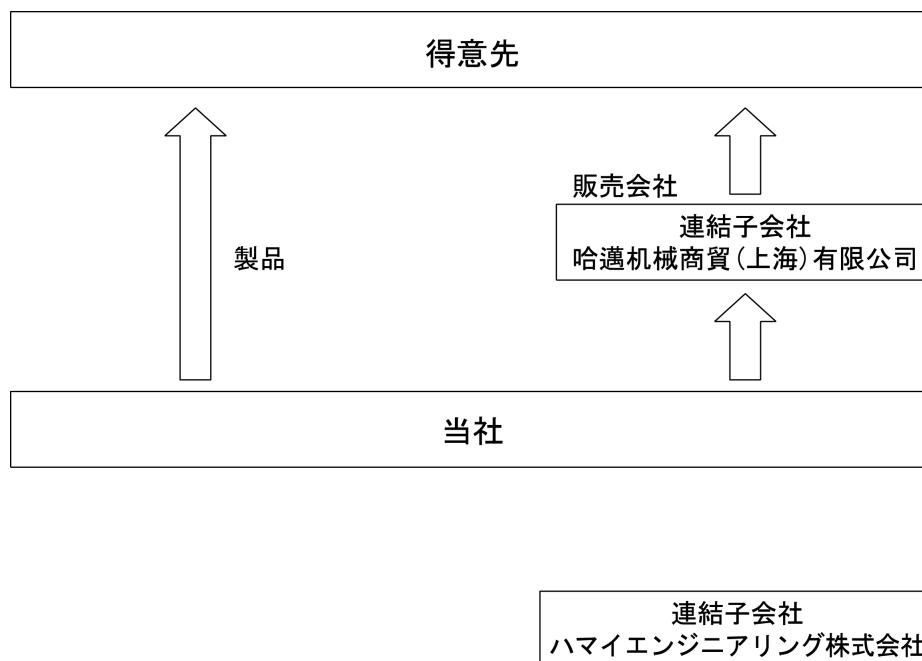 得意先
販売会社
連結子会社
哈邁机械商貿(上海)有限公司
製品
当社
連結子会社
ハマイエンジニアリング株式会社